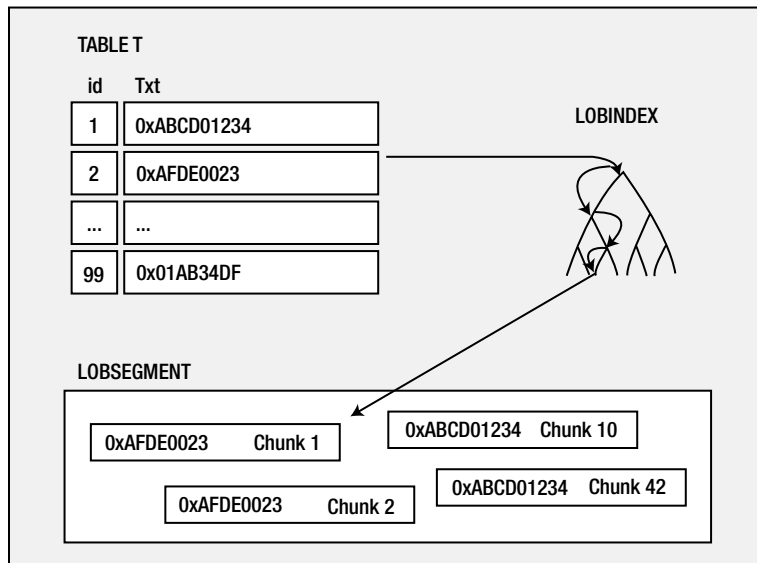 TABLE T
id Txt
1 0xABCD01234
LOBINDEX
2 0xAFDE0023
... ...
99 0x01AB34DF
LOBSEGMENT
0xAFDE0023 Chunk 1
0xABCD01234 Chunk 10
0xAFDE0023 Chunk 2
0xABCD01234 Chunk 42